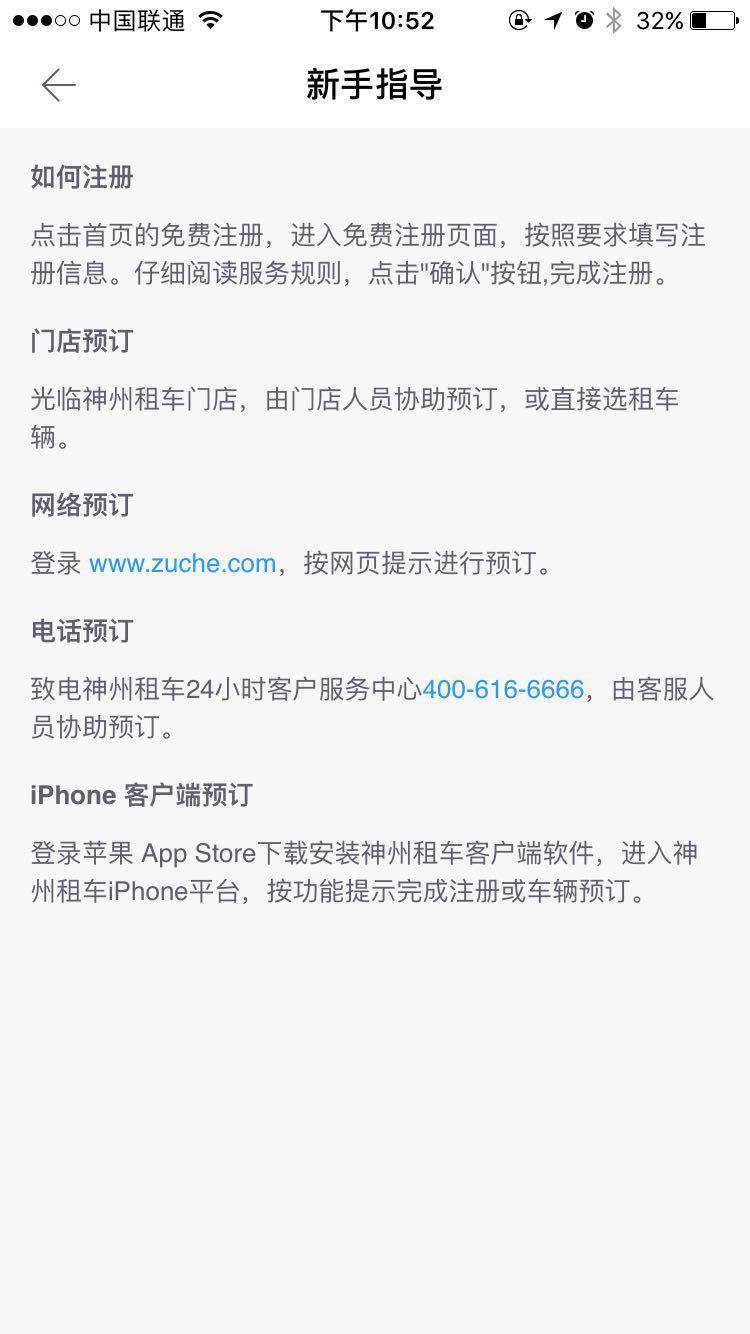 中国联通 下午10:52 32%
新手指导
如何注册
点击首页的免费注册，进入免费注册页面，按照要求填写注
册信息。仔细阅读服务规则，点击"确认"按钮,完成注册。
门店预订
光临神州租车门店，由门店人员协助预订，或直接选租车
辆。
网络预订
登录 www.zuche.com，按网页提示进行预订。
电话预订
致电神州租车24小时客户服务中心400-616-6666，由客服人
员协助预订。
iPhone 客户端预订
登录苹果 App Store下载安装神州租车客户端软件，进入神
州租车iPhone平台，按功能提示完成注册或车辆预订。